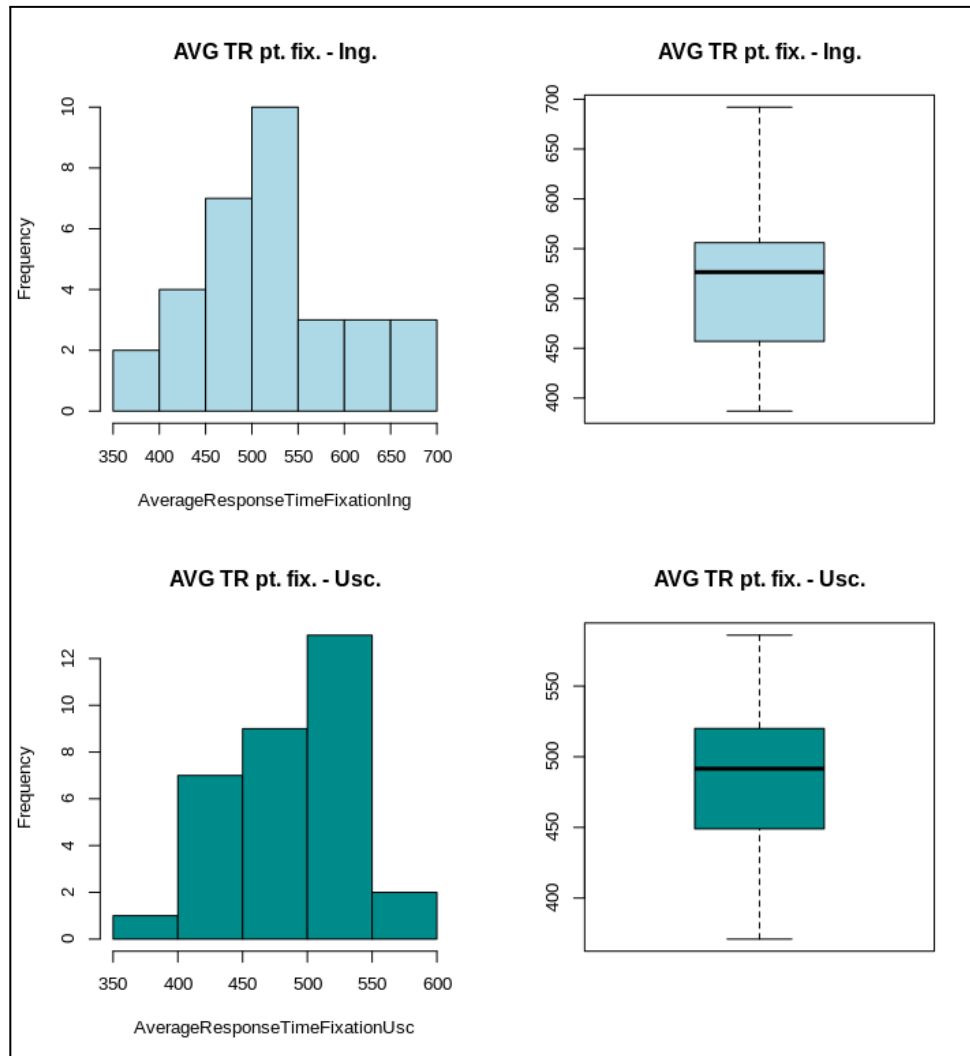 AVG TR pt. fix. - Ing.
10
8
6
4
2
0
Frequency
350 400 450 500 550 600 650 700
AverageResponseTimeFixationIng
AVG TR pt. fix. - Ing.
700
650
600
550
500
450
400
AVG TR pt. fix. - Usc.
12
10
8
6
4
2
0
Frequency
350 400 450 500 550 600
AverageResponseTimeFixationUsc
AVG TR pt. fix. - Usc.
550
500
450
400